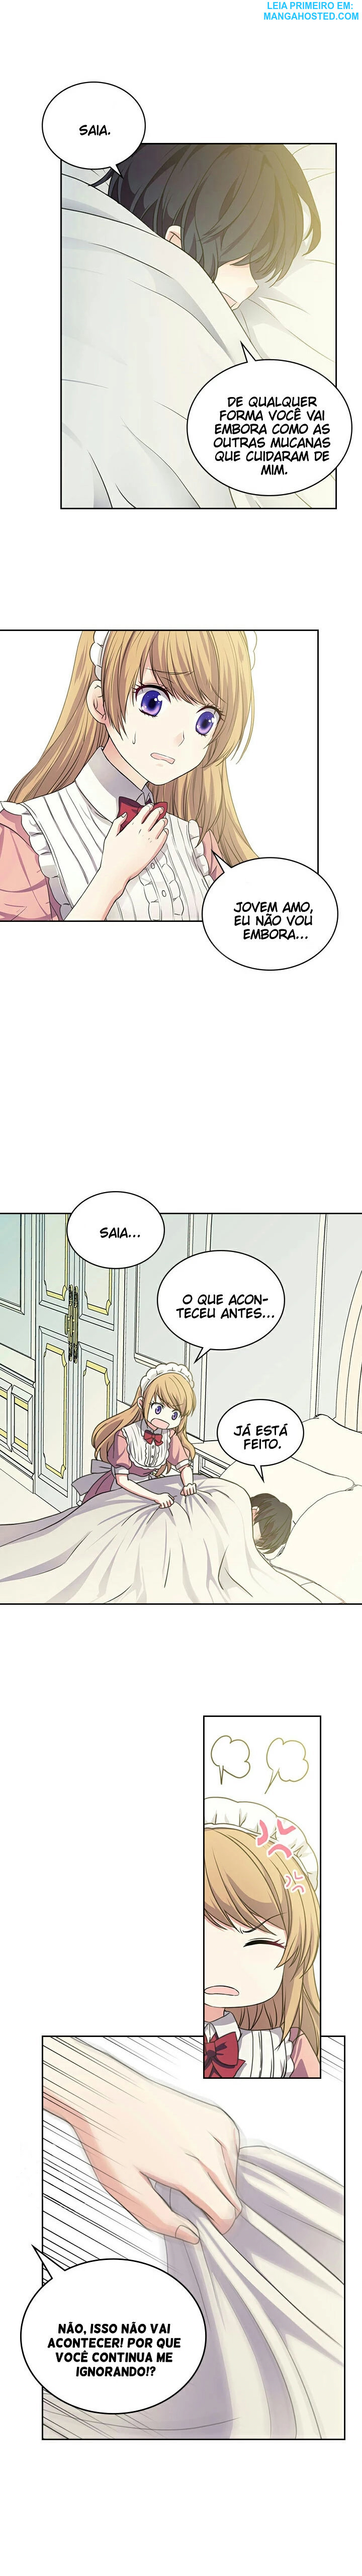 LEIA PRIMEIRO EM:
MANGAHOSTED.COM
SAIA.
DE QUALQUER
FORMA VOCÊ VAI
EMBORA COMO AS
OUTRAS MUCANAS
QUE CUIDARAM DE
MIM.
JOVEM AMO,
EU NÃO VOU
EMBORA...
SAIA...
O QUE ACON-
TECEU ANTES...
JÁ ESTÁ
FEITO.
NÃO, ISSO NÃO VAI
ACONTECER! POR QUE
VOCÊ CONTINUA ME
IGNORANDO!?